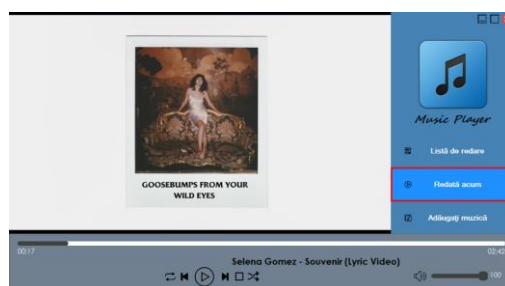 GOOSEBUMPS FROM YOUR
WILD EYES
Music Player
Listă de redare
Redată acum
Adăugaţi muzică
00:17
02:42
Selena Gomez - Souvenir (Lyric Video)
100